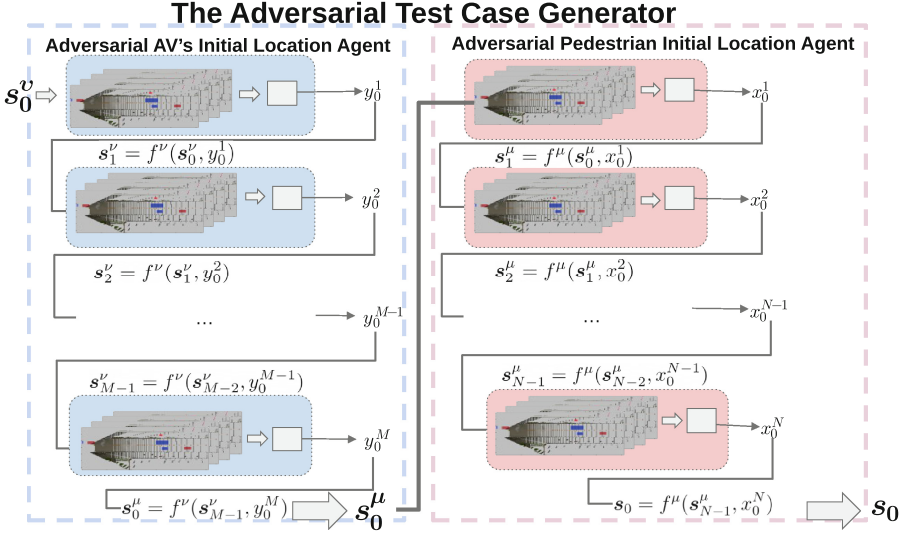 The Adversarial Test Case Generator
Adversarial AV's Initial Location Agent
s_0^υ
y_0^1
s_1^ν = f^ν(s_0^ν, y_0^1)
y_0^2
s_2^ν = f^ν(s_1^ν, y_0^2)
...
y_0^{M-1}
s_{M-1}^ν = f^ν(s_{M-2}^ν, y_0^{M-1})
y_0^M
s_0^μ = f^ν(s_{M-1}^ν, y_0^M)
s_0^μ
Adversarial Pedestrian Initial Location Agent
x_0^1
s_1^μ = f^μ(s_0^μ, x_0^1)
x_0^2
s_2^μ = f^μ(s_1^μ, x_0^2)
...
x_0^{N-1}
s_{N-1}^μ = f^μ(s_{N-2}^μ, x_0^{N-1})
x_0^N
s_0 = f^μ(s_{N-1}^μ, x_0^N)
s_0